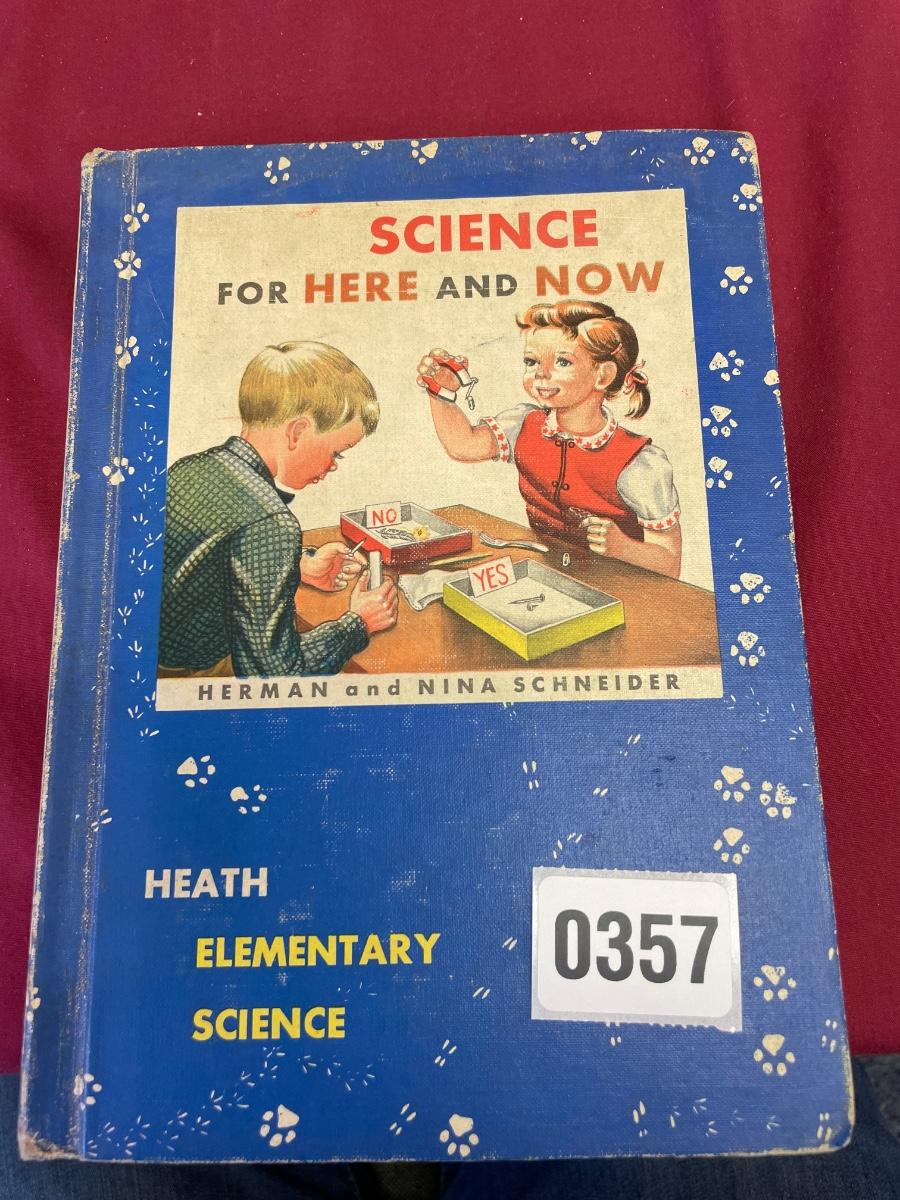 SCIENCE
FOR HERE AND NOW
NO
YES
HERMAN and NINA SCHNEIDER
HEATH
ELEMENTARY
SCIENCE
0357